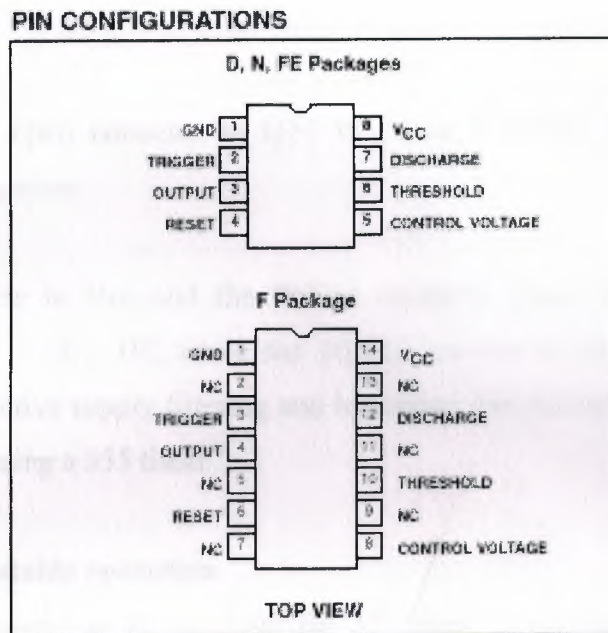 PIN CONFIGURATIONS
D, N, FE Packages
GND 1 8 VCC
TRIGGER 2 7 DISCHARGE
OUTPUT 3 6 THRESHOLD
RESET 4 5 CONTROL VOLTAGE
F Package
GND 1 14 VCC
NC 2 13 NC
TRIGGER 3 12 DISCHARGE
OUTPUT 4 11 NC
NC 5 10 THRESHOLD
RESET 6 9 NC
NC 7 8 CONTROL VOLTAGE
TOP VIEW